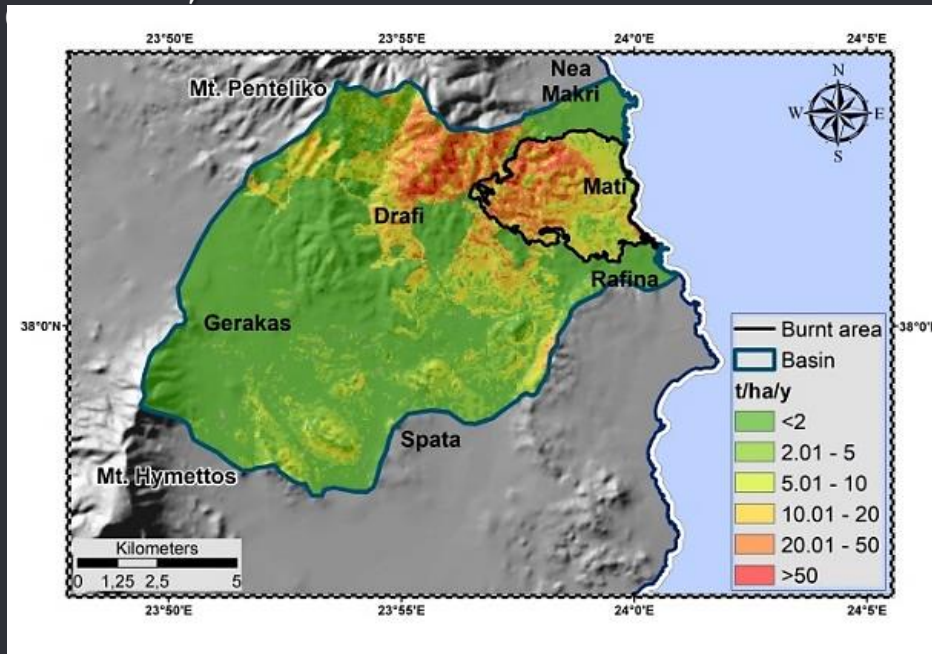 23°50'E
23°55'E
24°0'E
24°5'E
Mt. Penteliko
Nea
Makri
N
W
E
S
Mati
Drafi
Rafina
Gerakas
38°0'N
38°0'N
Burnt area
Basin
t/ha/y
<2
2.01 - 5
5.01 - 10
10.01 - 20
20.01 - 50
>50
Spata
Mt. Hymettos
Kilometers
0 1,25 2,5 5
23°50'E
23°55'E
24°0'E
24°5'E